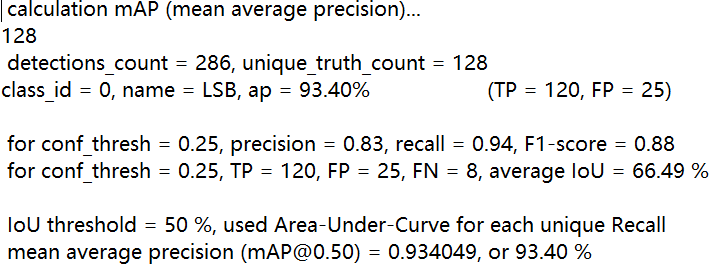 calculation mAP (mean average precision)...
128
detections_count = 286, unique_truth_count = 128
class_id = 0, name = LSB, ap = 93.40% (TP = 120, FP = 25)
for conf_thresh = 0.25, precision = 0.83, recall = 0.94, F1-score = 0.88
for conf_thresh = 0.25, TP = 120, FP = 25, FN = 8, average IoU = 66.49 %
IoU threshold = 50 %, used Area-Under-Curve for each unique Recall
mean average precision (mAP@0.50) = 0.934049, or 93.40 %